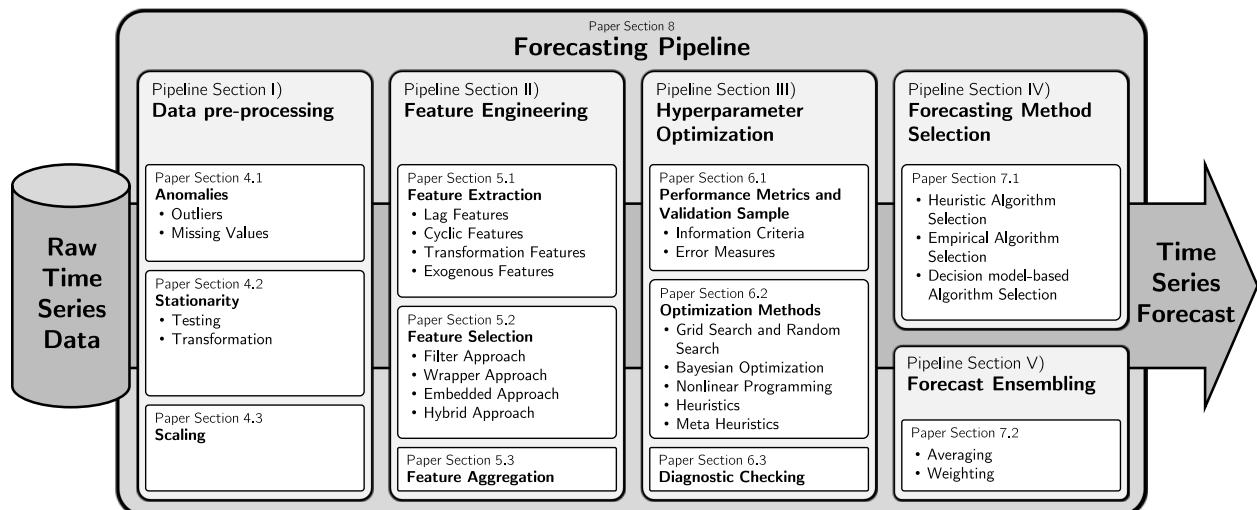 Paper Section 8
Forecasting Pipeline
Raw
Time
Series
Data
Pipeline Section I)
Data pre-processing
Paper Section 4.1
Anomalies
• Outliers
• Missing Values
Paper Section 4.2
Stationarity
• Testing
• Transformation
Paper Section 4.3
Scaling
Pipeline Section II)
Feature Engineering
Paper Section 5.1
Feature Extraction
• Lag Features
• Cyclic Features
• Transformation Features
• Exogenous Features
Paper Section 5.2
Feature Selection
• Filter Approach
• Wrapper Approach
• Embedded Approach
• Hybrid Approach
Paper Section 5.3
Feature Aggregation
Pipeline Section III)
Hyperparameter
Optimization
Paper Section 6.1
Performance Metrics and
Validation Sample
• Information Criteria
• Error Measures
Paper Section 6.2
Optimization Methods
• Grid Search and Random
Search
• Bayesian Optimization
• Nonlinear Programming
• Heuristics
• Meta Heuristics
Paper Section 6.3
Diagnostic Checking
Pipeline Section IV)
Forecasting Method
Selection
Paper Section 7.1
• Heuristic Algorithm
Selection
• Empirical Algorithm
Selection
• Decision model-based
Algorithm Selection
Pipeline Section V)
Forecast Ensembling
Paper Section 7.2
• Averaging
• Weighting
Time
Series
Forecast